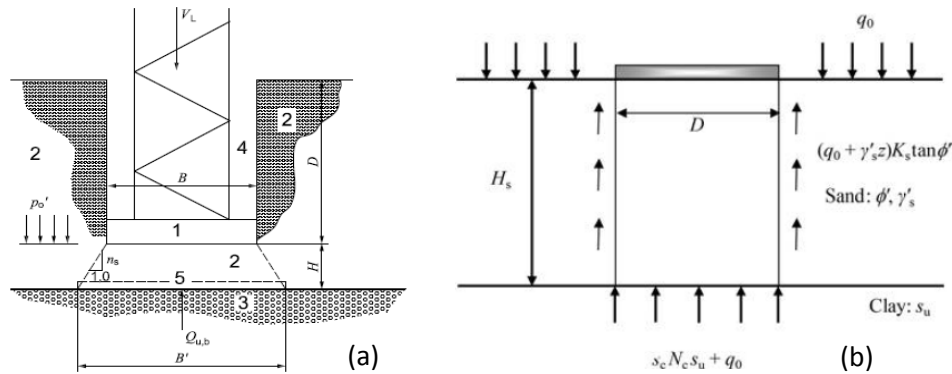 V_L
2
2
4
D
B
p_o′
1
n_s
1.0
2
H
5
3
Q_u,b
B′
(a)
q_0
D
H_s
(q_0 + γ′_s z)K_s tanϕ′
Sand: ϕ′, γ′_s
Clay: s_u
s_c N_c s_u + q_0
(b)